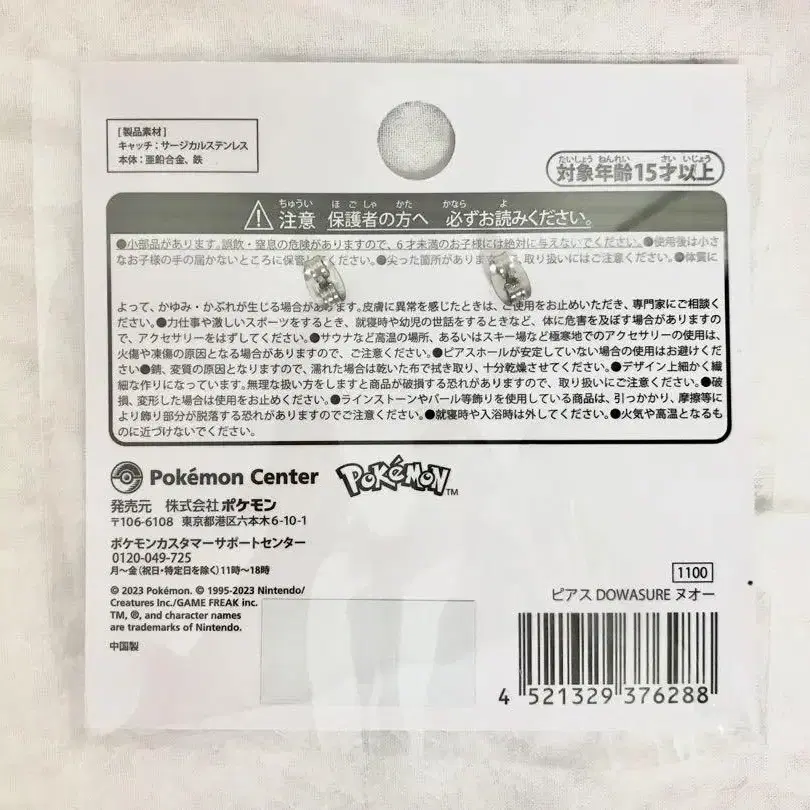 [製品素材]
キャッチ：サージカルステンレス
本体：亜鉛合金、鉄
たいしょう ねんれい さい いじょう
対象年齢15才以上
ちゅうい ほごしゃ かた かなら よ
注意 保護者の方へ 必ずお読みください。
●小部品があります。誤飲・窒息の危険がありますので、6才未満のお子様には絶対に与えないでください。●使用後は小さ
なお子様の手の届かないところに保管してください。●尖った箇所があります 取り扱いにはご注意ください。●体質に
よって、かゆみ・かぶれが生じる場合があります。皮膚に異常を感じたときは、ご使用をお止めいただき、専門家にご相談く
ださい。●力仕事や激しいスポーツをするとき、就寝時や幼児の世話をするときなど、体に危害を及ぼす場合があります
ので、アクセサリーをはずしてください。●サウナなど高温の場所、あるいはスキー場など極寒地でのアクセサリーの使用は、
火傷や凍傷の原因となる場合がありますので、ご注意ください。●ピアスホールが安定していない場合の使用はお避けくだ
さい●錆、変質の原因となりますので、濡れた場合は乾いた布で拭き取り、十分乾燥させてください。●デザイン上細かく繊
細な作りになっています。無理な扱い方をしますと商品が破損する恐れがありますので、取り扱いにご注意ください。●破
損、変形した場合は使用をお止めください。●ラインストーンやパール等飾りを使用している商品は、引っかかり、摩擦等に
より飾り部分が脱落する恐れがありますのでご注意ください。●就寝時や入浴時は外してください。●火気や高温となるも
のに近づけないでください。
Pokémon Center POKéMON TM
発売元 株式会社ポケモン
〒106-6108 東京都港区六本木6-10-1
ポケモンカスタマーサポートセンター
0120-049-725
月～金（祝日・特定日を除く）11時～18時
1100
© 2023 Pokémon. © 1995-2023 Nintendo/
Creatures Inc./GAME FREAK inc.
TM, ®, and character names
are trademarks of Nintendo.
中国製
ピアス DOWASURE ヌオー
4 521329 376288